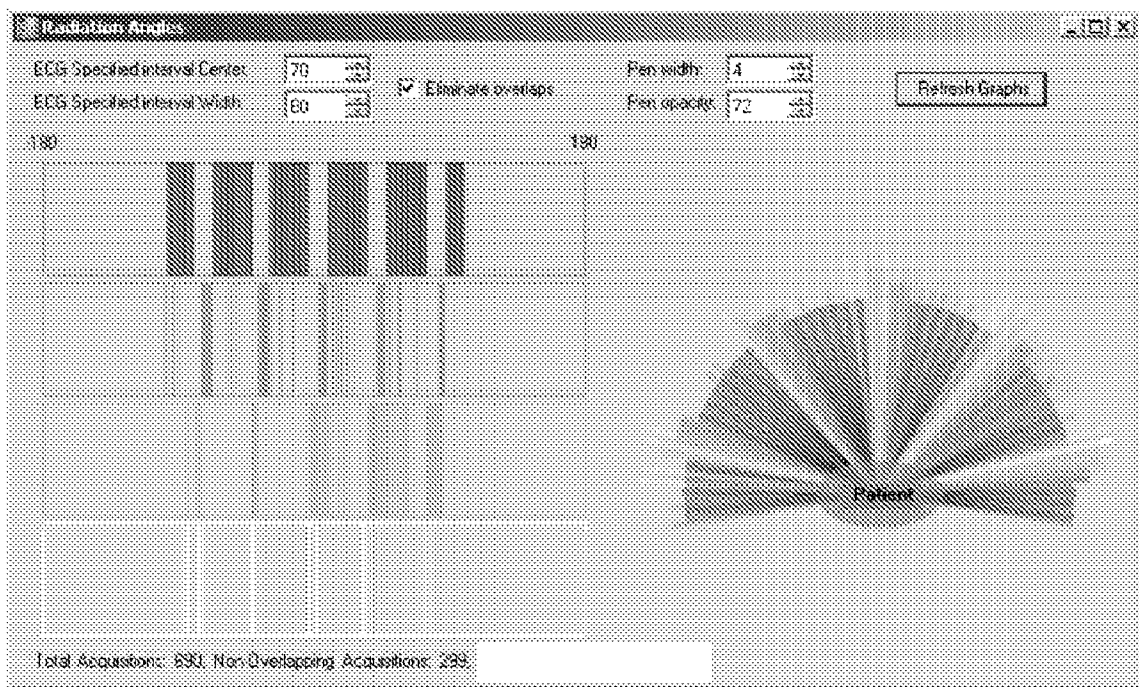 Radiation Angles
ECG Specified interval Center: 70
ECG Specified interval Width: 80
Eliminate overlaps
Pen width: 4
Pen opacity: 72
Refresh Graphs
-180
180
Patient
Total Acquisitions: 690, Non Overlapping Acquisitions: 299,